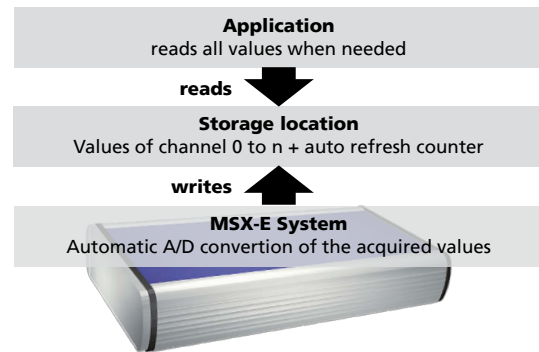 Application
reads all values when needed
reads
Storage location
Values of channel 0 to n + auto refresh counter
writes
MSX-E System
Automatic A/D convertion of the acquired values